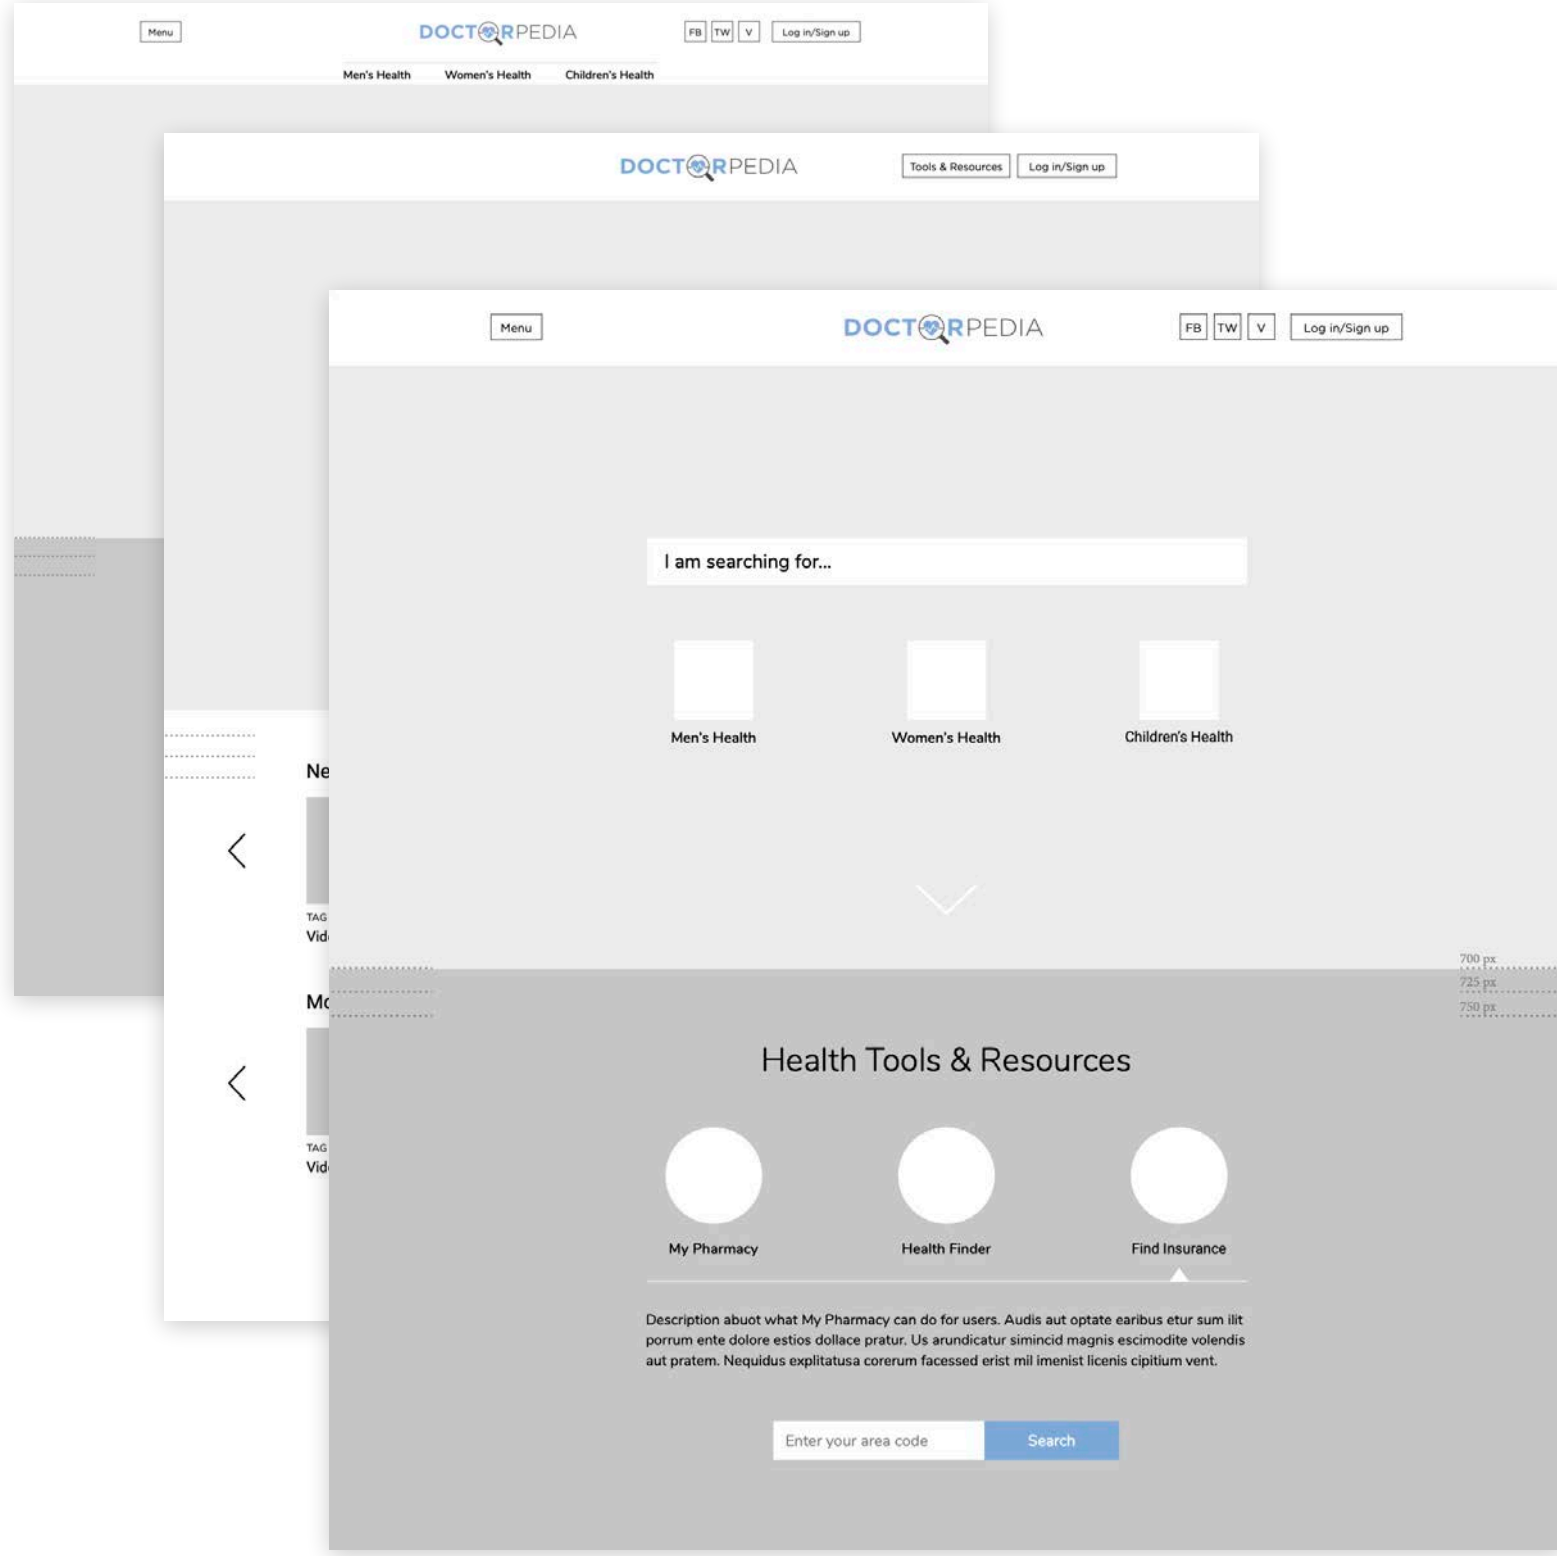 Menu
DOCTORPEDIA
FB TW V Log in/Sign up
Men's Health Women's Health Children's Health
DOCTORPEDIA
Tools & Resources Log in/Sign up
Ne
TAG
Vid
Mo
TAG
Vid
Menu
DOCTORPEDIA
FB TW V Log in/Sign up
I am searching for...
Men's Health Women's Health Children's Health
700 px
725 px
750 px
Health Tools & Resources
My Pharmacy Health Finder Find Insurance
Description abuot what My Pharmacy can do for users. Audis aut optate earibus etur sum ilit
porrum ente dolore estios dollace pratur. Us arundicatur simincid magnis escimodite volendis
aut pratem. Nequidus explitatusa corerum facessed erist mil imenist licenis cipitium vent.
Enter your area code Search